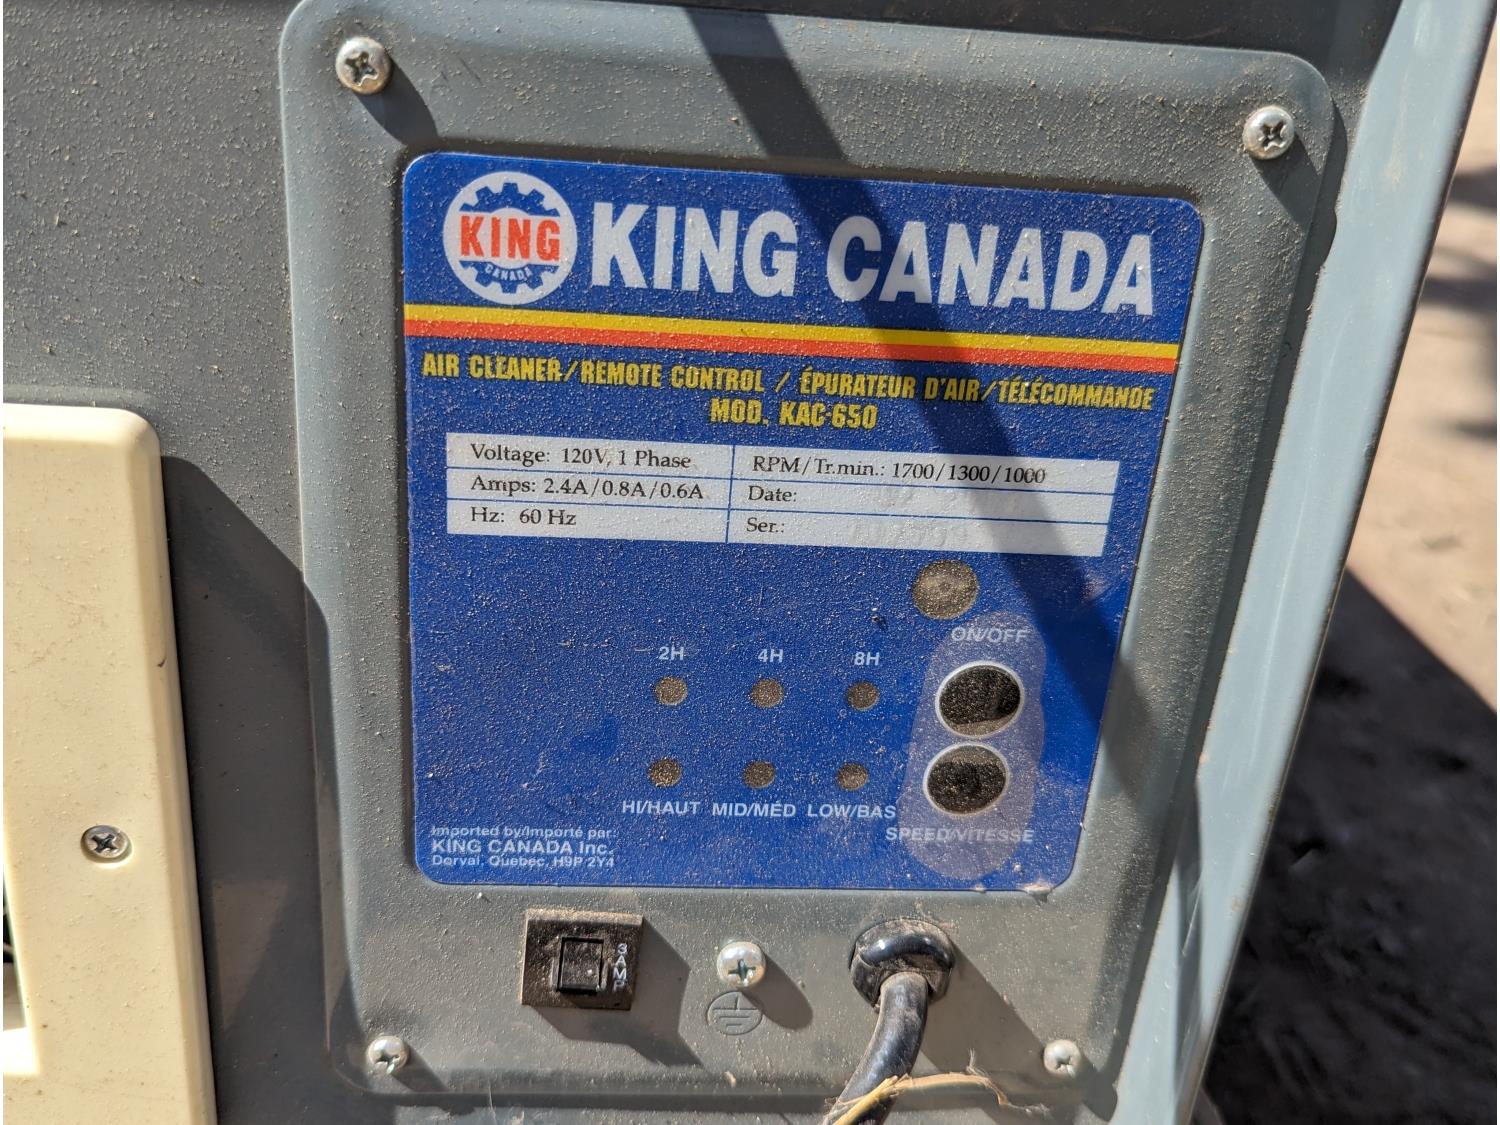 KING
CANADA
KING CANADA
AIR CLEANER/REMOTE CONTROL / ÉPURATEUR D'AIR/TÉLÉCOMMANDE
MOD. KAC-650
Voltage: 120V, 1 Phase
RPM/Tr.min.: 1700/1300/1000
Amps: 2.4A/0.8A/0.6A
Date:
Hz: 60 Hz
Ser.:
ON/OFF
2H 4H 8H
HI/HAUT MID/MÉD LOW/BAS
SPEED/VITESSE
Imported by/Importé par:
KING CANADA Inc.
Dorval, Quebec, H9P 2Y4
3AMP